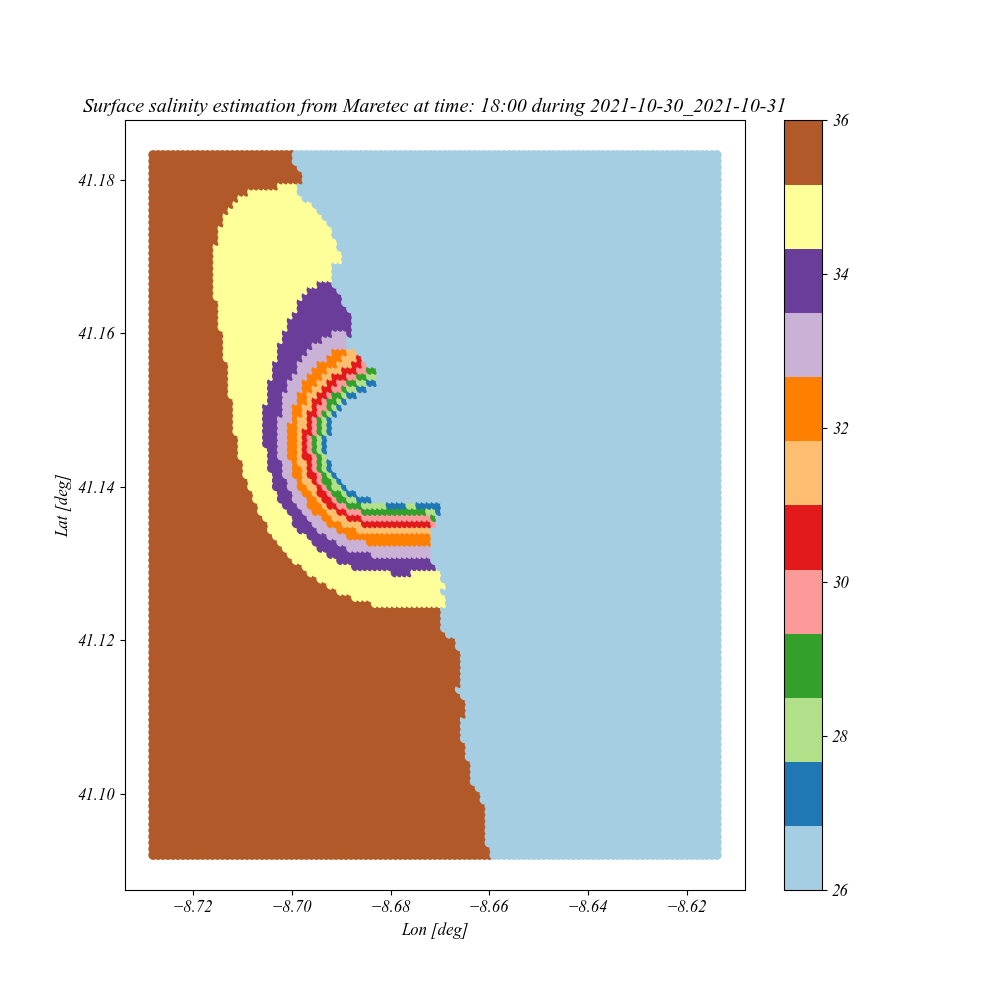 Surface salinity estimation from Maretec at time: 18:00 during 2021-10-30_2021-10-31
41.18
41.16
41.14
41.12
41.10
Lat [deg]
−8.72 −8.70 −8.68 −8.66 −8.64 −8.62
Lon [deg]
36
34
32
30
28
26